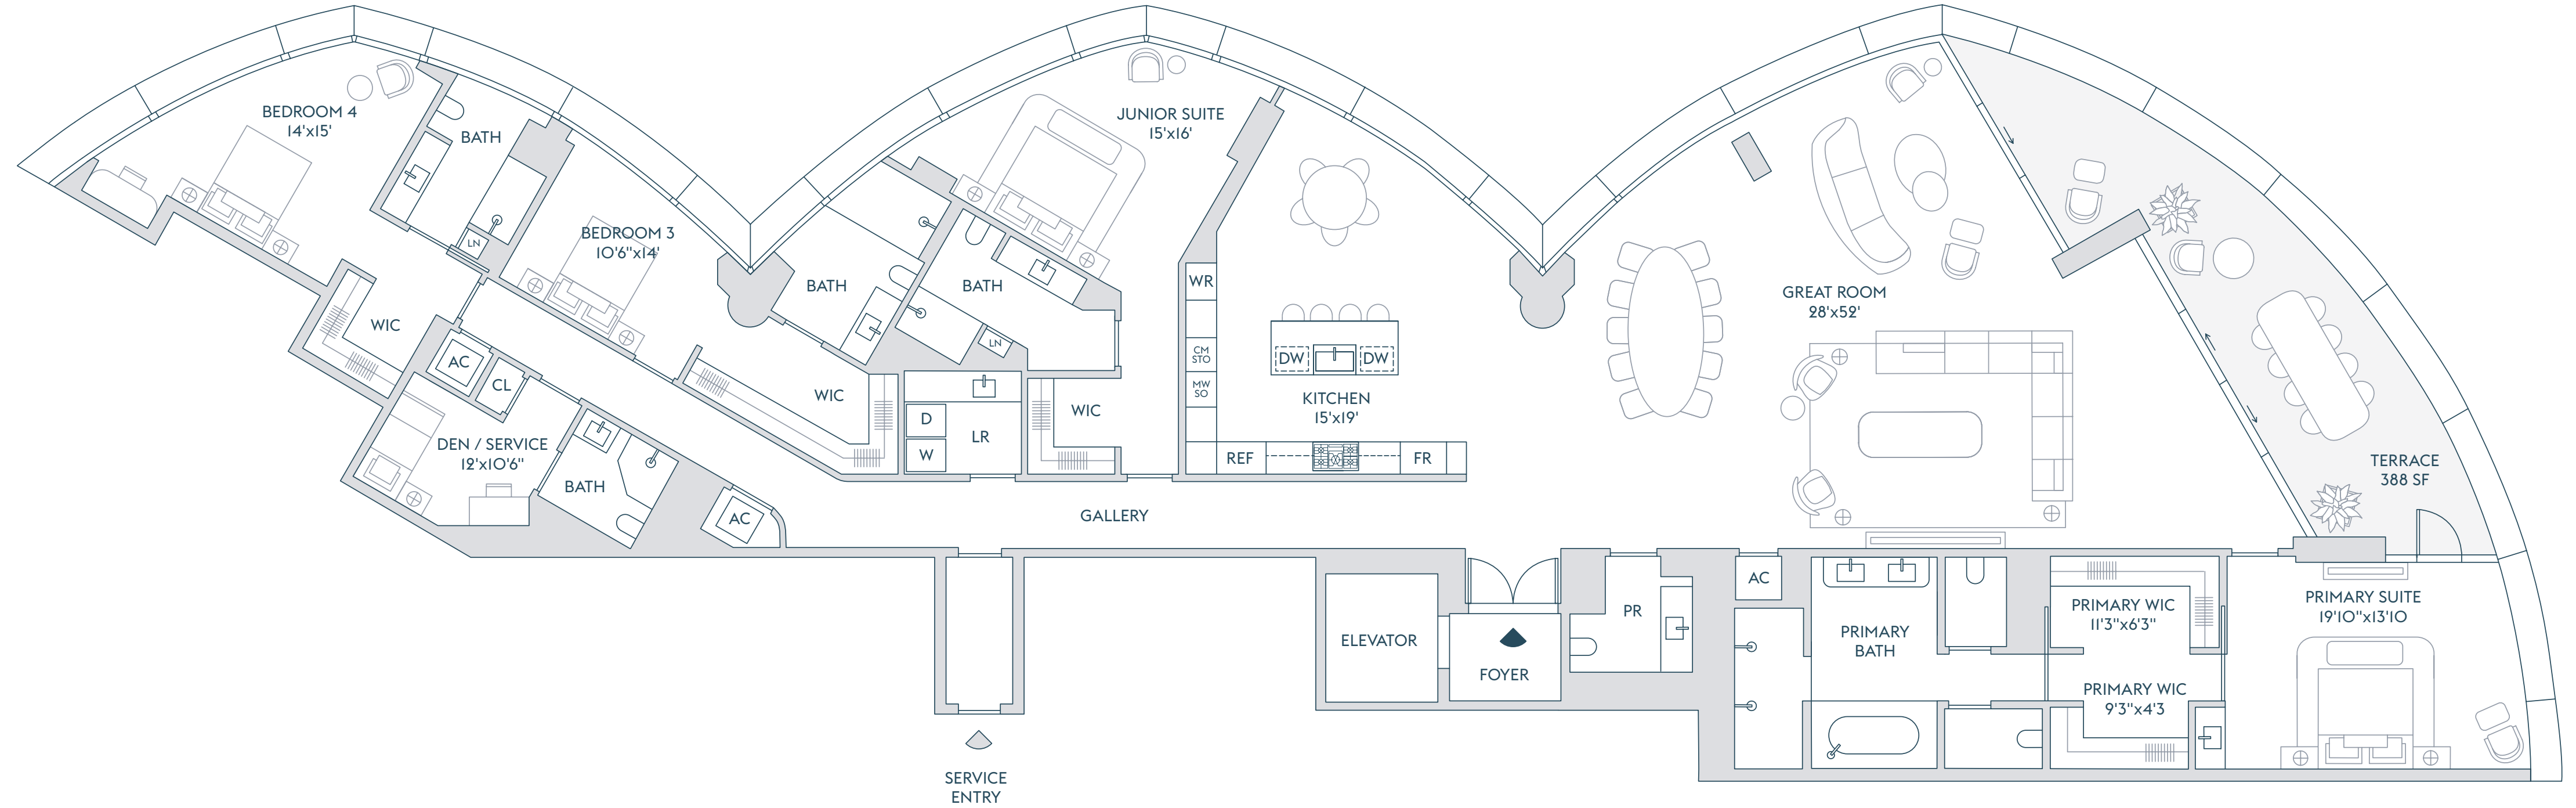 BEDROOM 4
14'x15'
BATH
LN
BEDROOM 3
10'6"x14'
WIC
AC
CL
DEN / SERVICE
12'x10'6"
BATH
AC
BATH
WIC
JUNIOR SUITE
15'x16'
BATH
LN
D
W
LR
WIC
WR
CM
STO
MW
SO
DW
DW
KITCHEN
15'x19'
REF
FR
GREAT ROOM
28'x52'
TERRACE
388 SF
GALLERY
SERVICE
ENTRY
ELEVATOR
FOYER
PR
AC
PRIMARY
BATH
PRIMARY WIC
11'3"x6'3"
PRIMARY WIC
9'3"x4'3
PRIMARY SUITE
19'10"x13'10